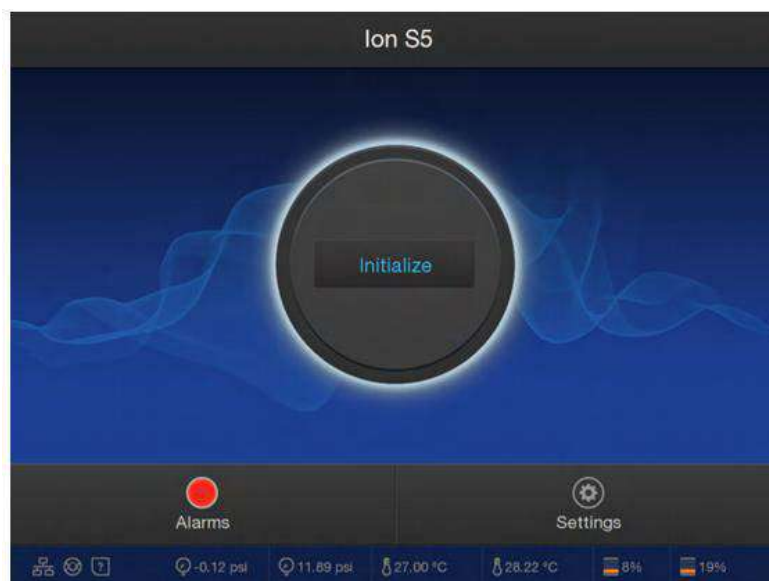 Ion S5
Initialize
Alarms
Settings
? -0.12 psi 11.89 psi 27.00 °C 28.22 °C 8% 19%